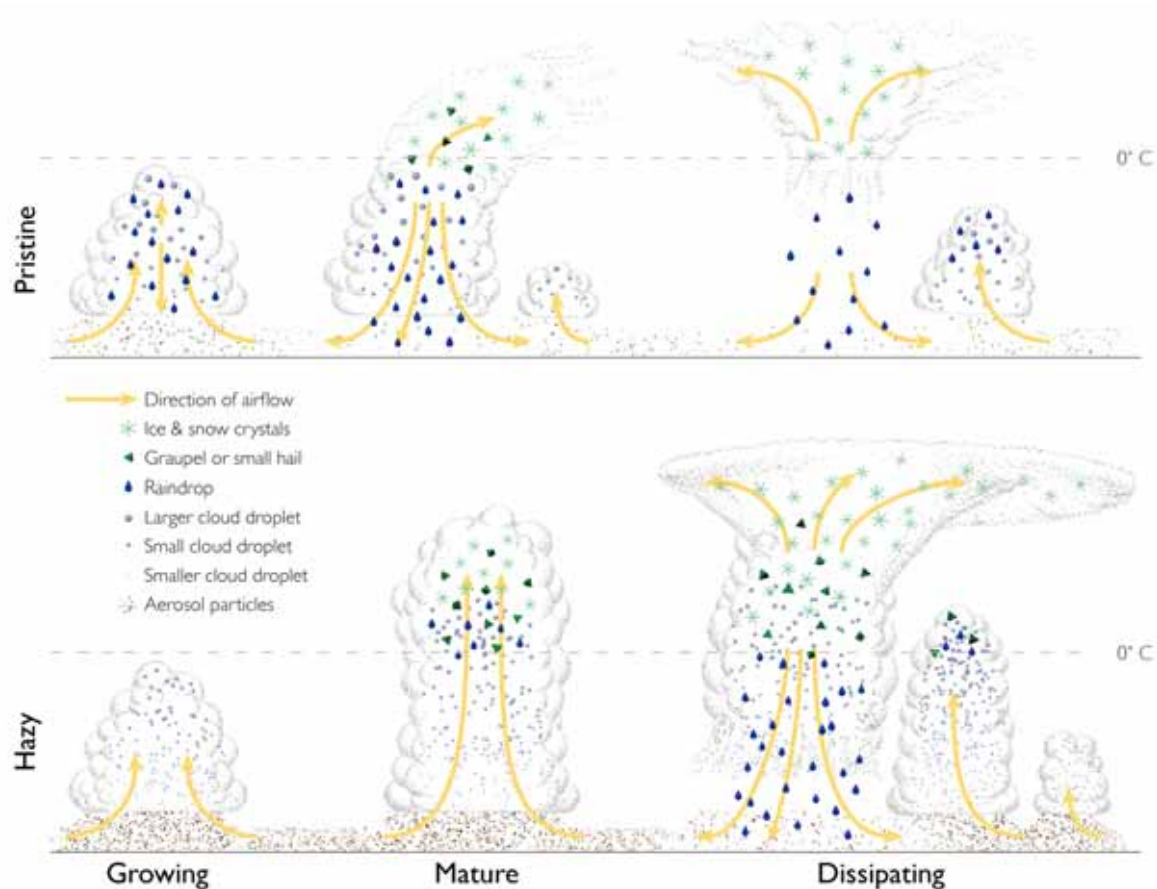 0° C
Pristine
Direction of airflow
Ice & snow crystals
Graupel or small hail
Raindrop
Larger cloud droplet
Small cloud droplet
Smaller cloud droplet
Aerosol particles
0° C
Hazy
Growing
Mature
Dissipating